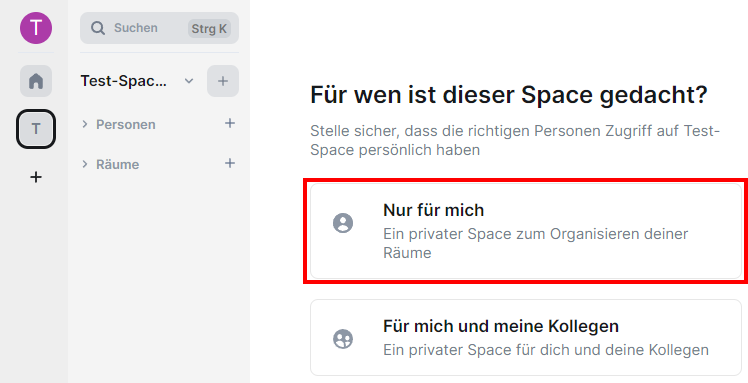 T
Suchen
Strg K
Test-Spac...
T
Personen
Räume
Für wen ist dieser Space gedacht?
Stelle sicher, dass die richtigen Personen Zugriff auf Test-
Space persönlich haben
Nur für mich
Ein privater Space zum Organisieren deiner
Räume
Für mich und meine Kollegen
Ein privater Space für dich und deine Kollegen